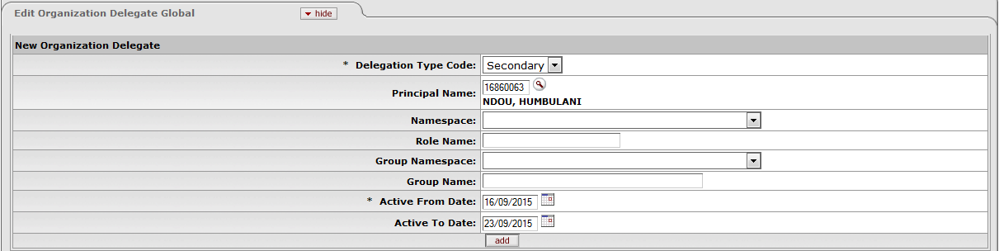 Edit Organization Delegate Global hide
New Organization Delegate
* Delegation Type Code: Secondary
Principal Name: 16860063
NDOU, HUMBULANI
Namespace:
Role Name:
Group Namespace:
Group Name:
* Active From Date: 16/09/2015
Active To Date: 23/09/2015
add